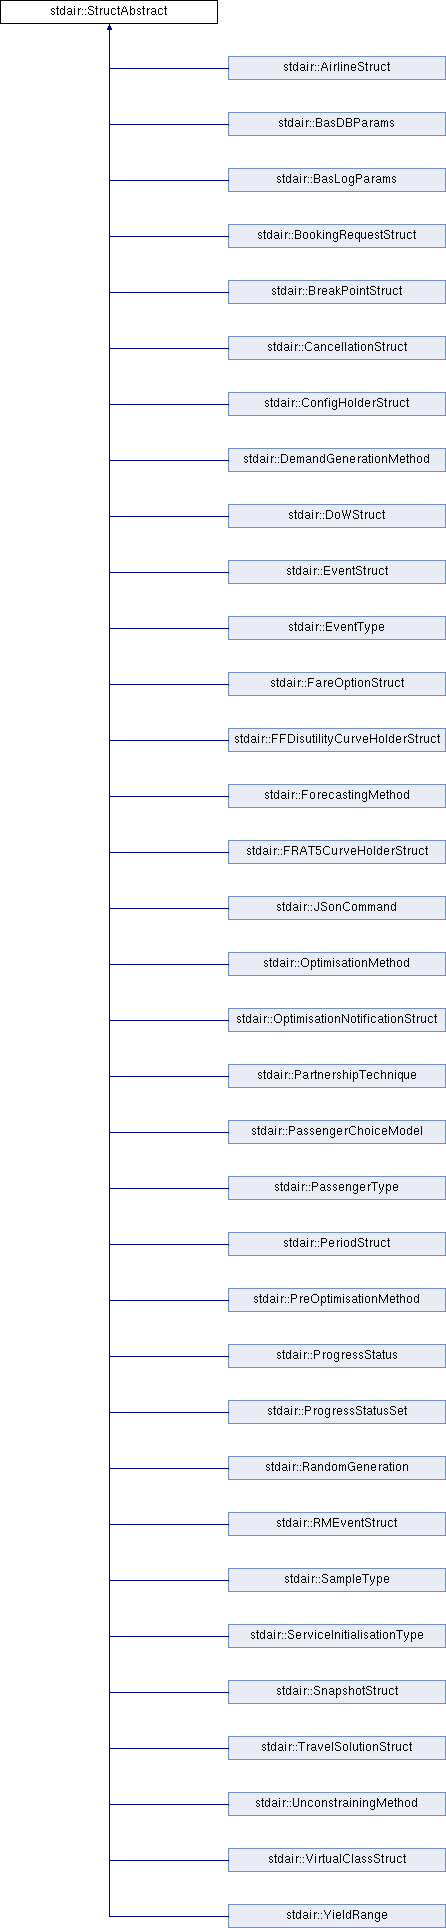 stdair::StructAbstract
stdair::AirlineStruct
stdair::BasDBParams
stdair::BasLogParams
stdair::BookingRequestStruct
stdair::BreakPointStruct
stdair::CancellationStruct
stdair::ConfigHolderStruct
stdair::DemandGenerationMethod
stdair::DoWStruct
stdair::EventStruct
stdair::EventType
stdair::FareOptionStruct
stdair::FFDisutilityCurveHolderStruct
stdair::ForecastingMethod
stdair::FRAT5CurveHolderStruct
stdair::JSonCommand
stdair::OptimisationMethod
stdair::OptimisationNotificationStruct
stdair::PartnershipTechnique
stdair::PassengerChoiceModel
stdair::PassengerType
stdair::PeriodStruct
stdair::PreOptimisationMethod
stdair::ProgressStatus
stdair::ProgressStatusSet
stdair::RandomGeneration
stdair::RMEventStruct
stdair::SampleType
stdair::ServiceInitialisationType
stdair::SnapshotStruct
stdair::TravelSolutionStruct
stdair::UnconstrainingMethod
stdair::VirtualClassStruct
stdair::YieldRange